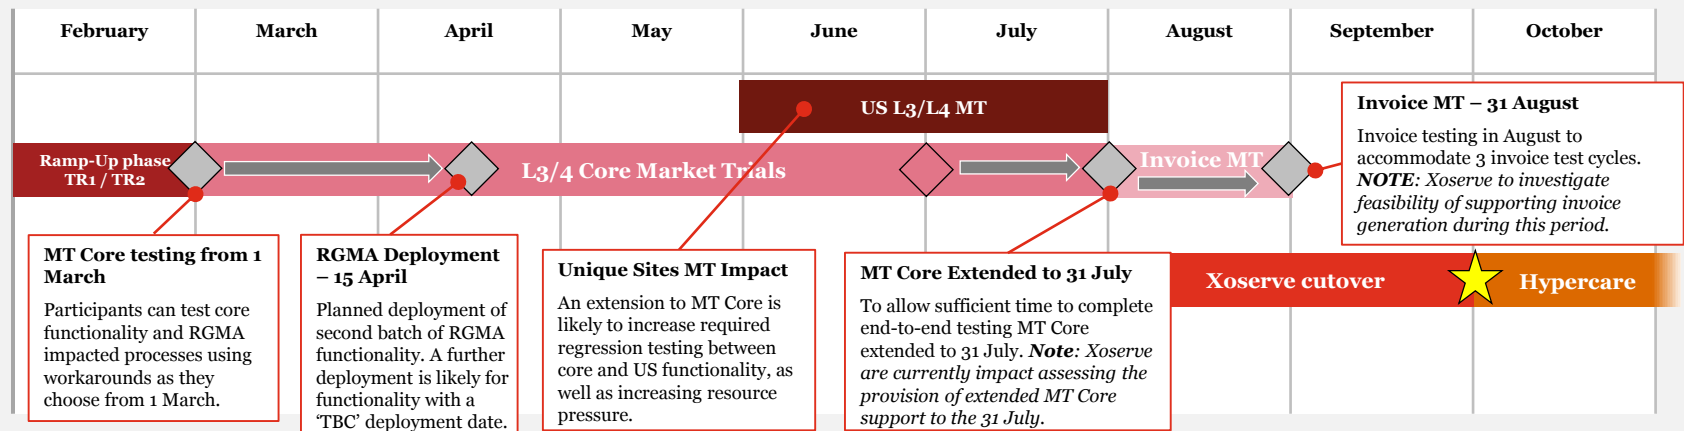 February March April May June July August September October
US L3/L4 MT
Ramp-Up phase
TR1 / TR2
L3/4 Core Market Trials
Invoice MT
Invoice MT – 31 August
Invoice testing in August to
accommodate 3 invoice test cycles.
NOTE: Xoserve to investigate
feasibility of supporting invoice
generation during this period.
MT Core testing from 1
March
Participants can test core
functionality and RGMA
impacted processes using
workarounds as they
choose from 1 March.
RGMA Deployment
– 15 April
Planned deployment of
second batch of RGMA
functionality. A further
deployment is likely for
functionality with a
‘TBC’ deployment date.
Unique Sites MT Impact
An extension to MT Core is
likely to increase required
regression testing between
core and US functionality, as
well as increasing resource
pressure.
MT Core Extended to 31 July
To allow sufficient time to complete
end-to-end testing MT Core
extended to 31 July. Note: Xoserve
are currently impact assessing the
provision of extended MT Core
support to the 31 July.
Xoserve cutover
Hypercare